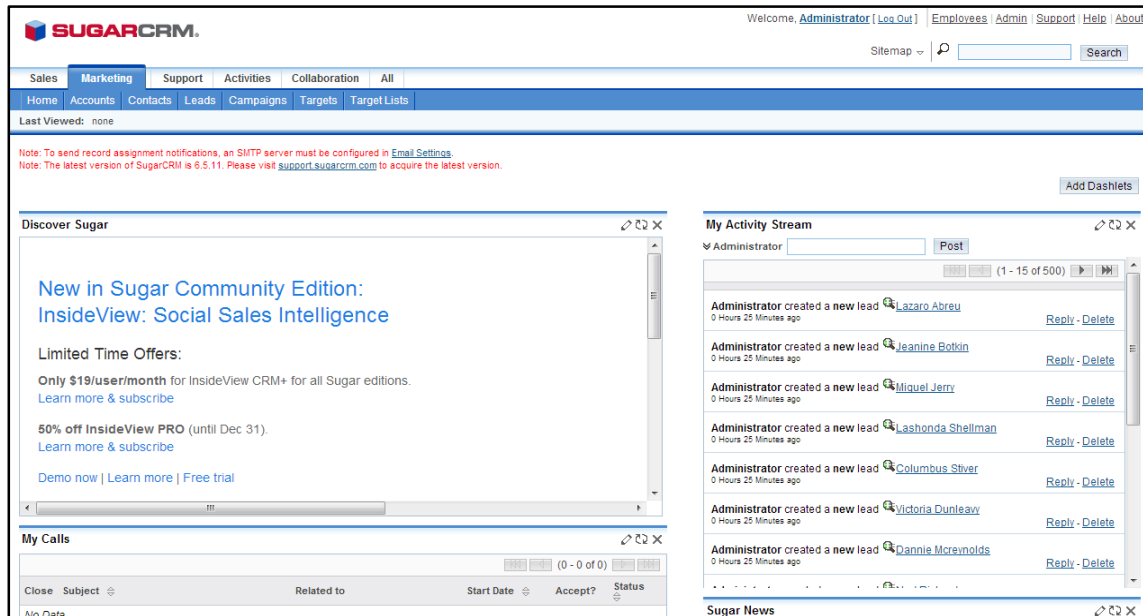 Welcome, Administrator [ Log Out ] | Employees | Admin | Support | Help | About
SUGARCRM.
Sitemap Search
Sales Marketing Support Activities Collaboration All
Home Accounts Contacts Leads Campaigns Targets Target Lists
Last Viewed: none
Note: To send record assignment notifications, an SMTP server must be configured in Email Settings.
Note: The latest version of SugarCRM is 6.5.11. Please visit support.sugarcrm.com to acquire the latest version.
Add Dashlets
Discover Sugar
New in Sugar Community Edition:
InsideView: Social Sales Intelligence
Limited Time Offers:
Only $19/user/month for InsideView CRM+ for all Sugar editions.
Learn more & subscribe
50% off InsideView PRO (until Dec 31).
Learn more & subscribe
Demo now | Learn more | Free trial
My Calls
(0 - 0 of 0)
Close Subject Related to Start Date Accept? Status
No Data
My Activity Stream
Administrator Post
(1 - 15 of 500)
Administrator created a new lead Lazaro Abreu
0 Hours 25 Minutes ago
Reply - Delete
Administrator created a new lead Jeanine Botkin
0 Hours 25 Minutes ago
Reply - Delete
Administrator created a new lead Miquel Jerry
0 Hours 25 Minutes ago
Reply - Delete
Administrator created a new lead Lashonda Shellman
0 Hours 25 Minutes ago
Reply - Delete
Administrator created a new lead Columbus Stiver
0 Hours 25 Minutes ago
Reply - Delete
Administrator created a new lead Victoria Dunleavy
0 Hours 25 Minutes ago
Reply - Delete
Administrator created a new lead Dannie Mcreynolds
0 Hours 25 Minutes ago
Reply - Delete
Sugar News